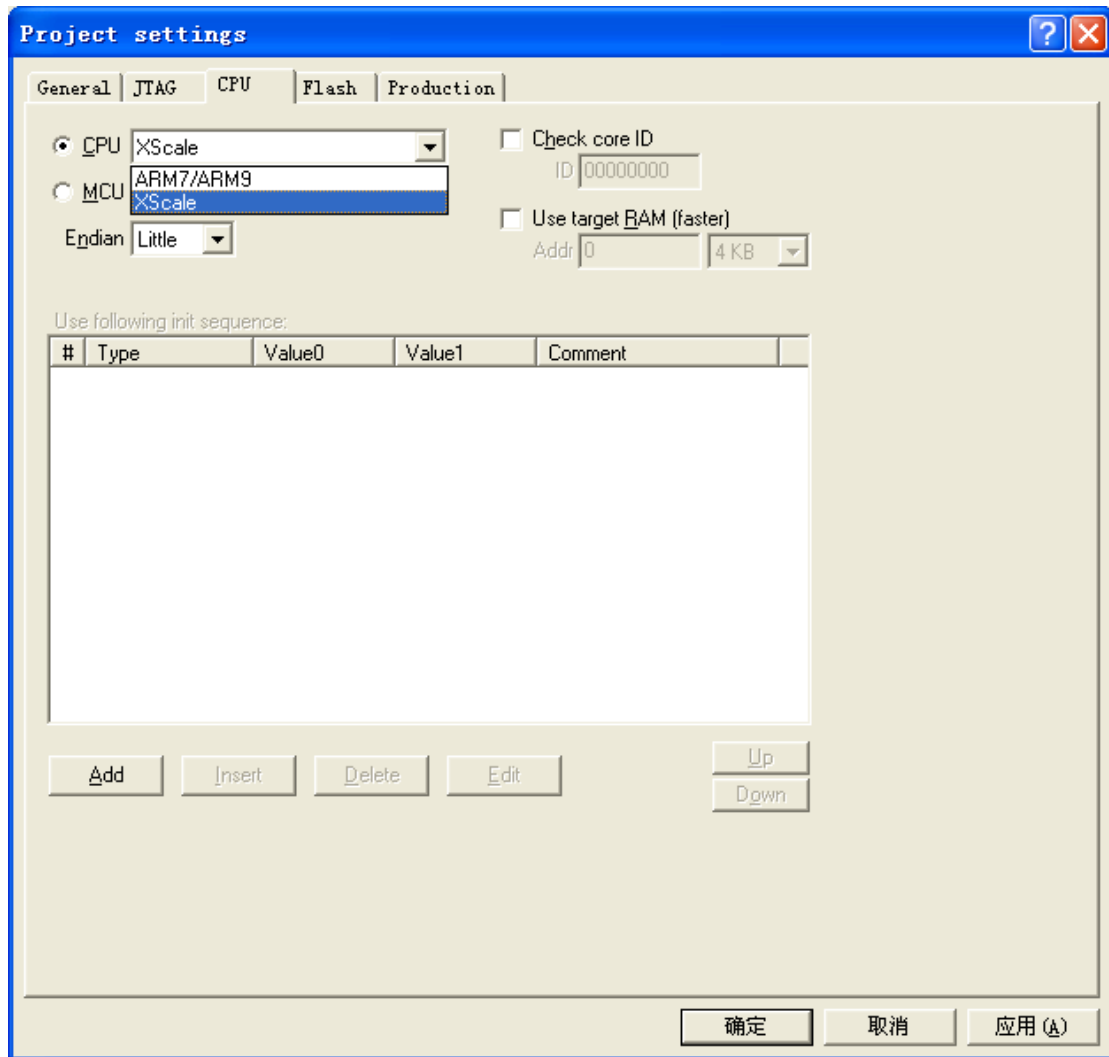 Project settings
General JTAG CPU Flash Production
CPU XScale Check core ID
ARM7/ARM9 ID 00000000
MCU XScale
Use target RAM (faster)
Endian Little Addr 0 4 KB
Use following init sequence:
# Type Value0 Value1 Comment
Add Insert Delete Edit Up
Down
确定 取消 应用(A)